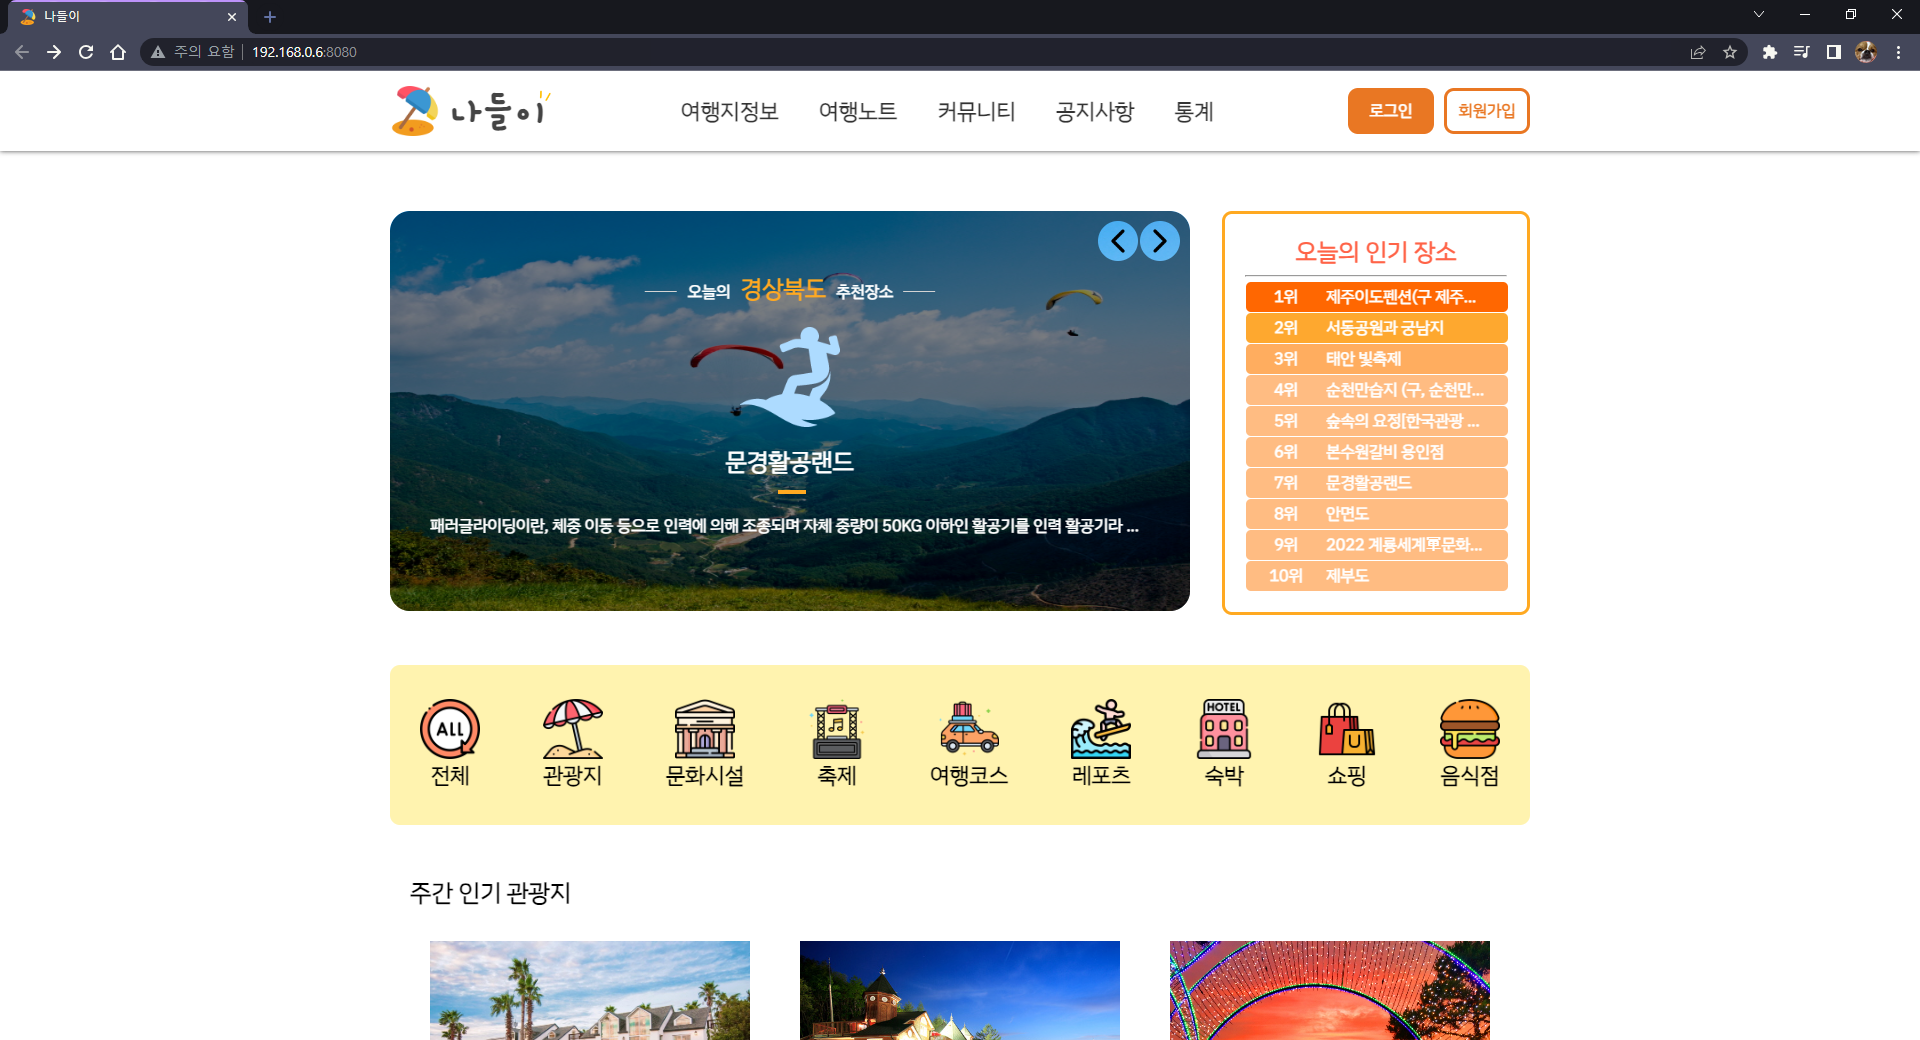 나들이
주의 요함 192.168.0.6:8080
나들이 여행지정보 여행노트 커뮤니티 공지사항 통계 로그인 회원가입
오늘의 경상북도 추천장소
문경활공랜드
패러글라이딩이란, 체중 이동 등으로 인력에 의해 조종되며 자체 중량이 50KG 이하인 활공기를 인력 활공기라 ...
오늘의 인기 장소
1위 제주이도펜션(구 제주...
2위 서동공원과 궁남지
3위 태안 빛축제
4위 순천만습지 (구, 순천만...
5위 숲속의 요정[한국관광 ...
6위 본수원갈비 용인점
7위 문경활공랜드
8위 안면도
9위 2022 계룡세계軍문화...
10위 제부도
ALL
HOTEL
전체 관광지 문화시설 축제 여행코스 레포츠 숙박 쇼핑 음식점
주간 인기 관광지